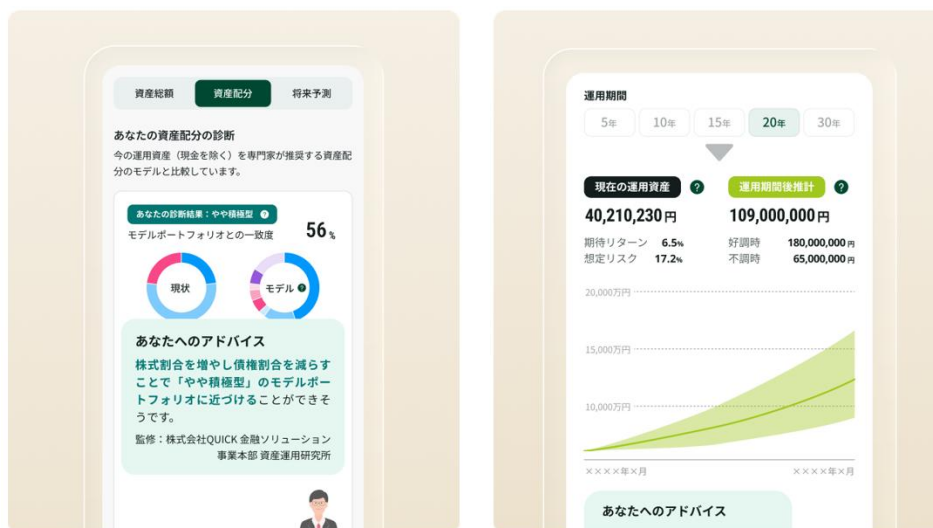 資産総額
資産配分
将来予測
あなたの資産配分の診断
今の運用資産（現金を除く）を専門家が推奨する資産配
分のモデルと比較しています。
あなたの診断結果：やや積極型 ?
モデルポートフォリオとの一致度 56%
現状
モデル ?
あなたへのアドバイス
株式割合を増やし債権割合を減らす
ことで「やや積極型」のモデルポー
トフォリオに近づけることができそ
うです。
監修：株式会社QUICK 金融ソリューション
事業本部 資産運用研究所
運用期間
5年
10年
15年
20年
30年
現在の運用資産 ?
40,210,230円
期待リターン 6.5%
想定リスク 17.2%
運用期間後推計 ?
109,000,000円
好調時 180,000,000円
不調時 65,000,000円
20,000万円
15,000万円
10,000万円
××××年×月
××××年×月
あなたへのアドバイス